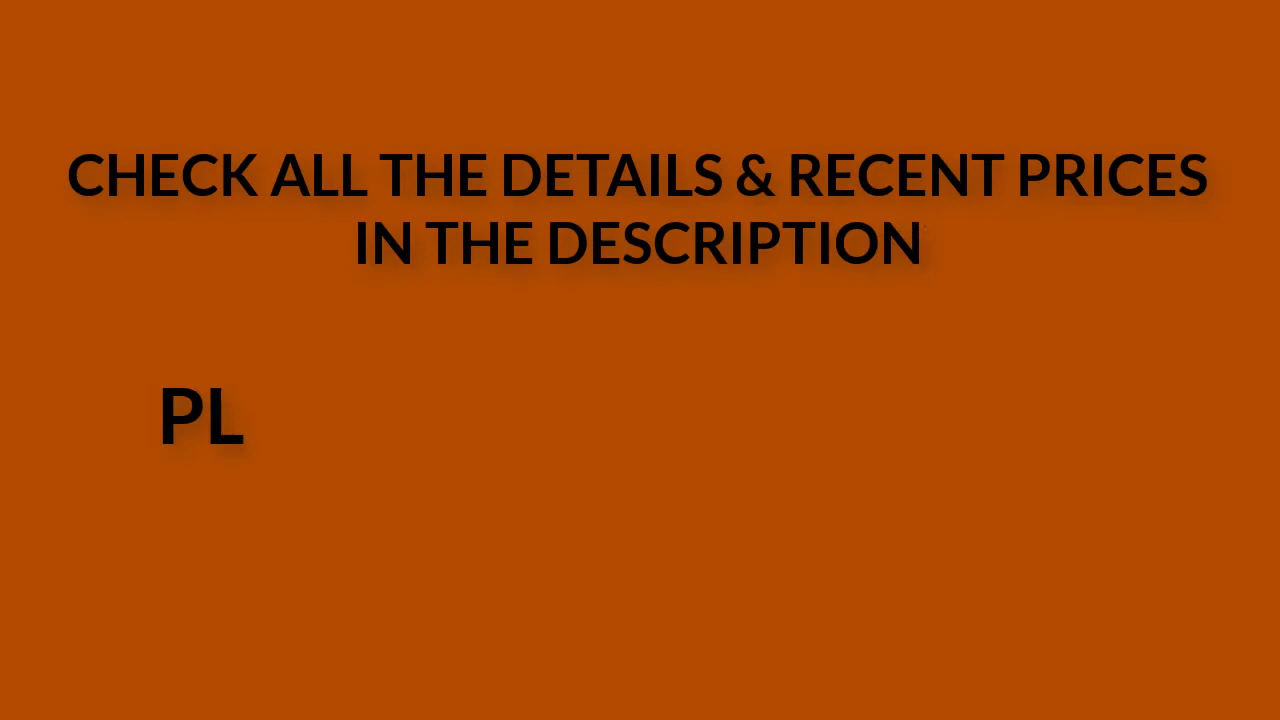 CHECK ALL THE DETAILS & RECENT PRICES
IN THE DESCRIPTION
PL